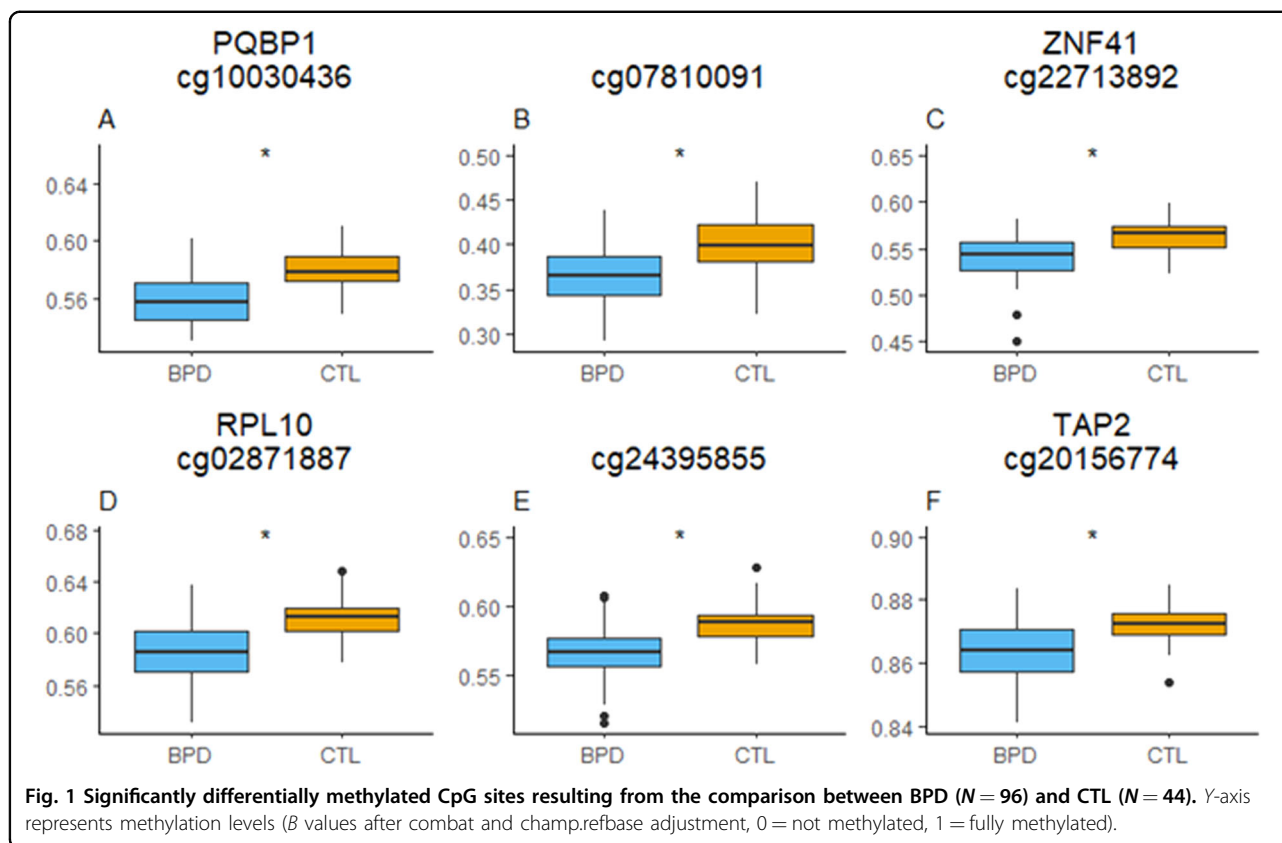 PQBP1
cg10030436
A
*
0.64
0.60
0.56
BPD CTL
cg07810091
B
*
0.50
0.45
0.40
0.35
0.30
BPD CTL
ZNF41
cg22713892
C
*
0.65
0.60
0.55
0.50
0.45
BPD CTL
RPL10
cg02871887
D
*
0.68
0.64
0.60
0.56
BPD CTL
cg24395855
E
*
0.65
0.60
0.55
BPD CTL
TAP2
cg20156774
F
*
0.90
0.88
0.86
0.84
BPD CTL
Fig. 1 Significantly differentially methylated CpG sites resulting from the comparison between BPD (N = 96) and CTL (N = 44). Y-axis
represents methylation levels (B values after combat and champ.refbase adjustment, 0 = not methylated, 1 = fully methylated).